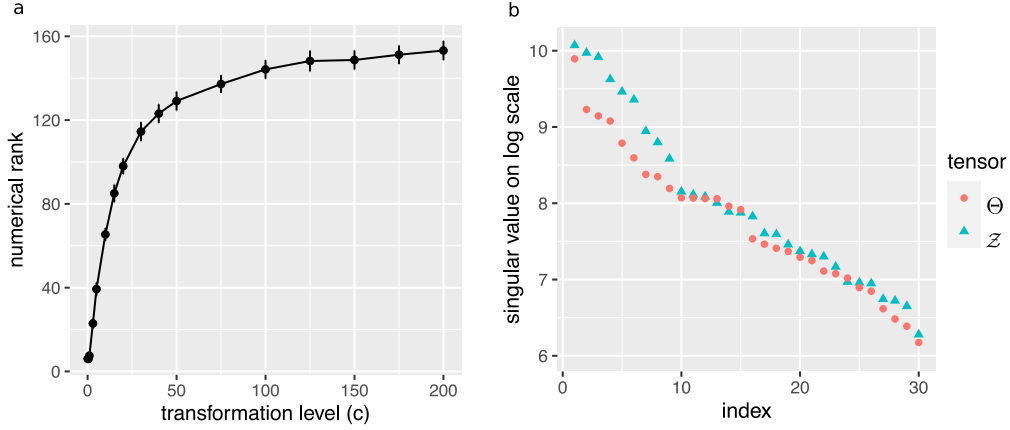 a
160
120
80
40
0
numerical rank
0 50 100 150 200
transformation level (c)
b
10
9
8
7
6
singular value on log scale
0 10 20 30
index
tensor
Θ
𝒵